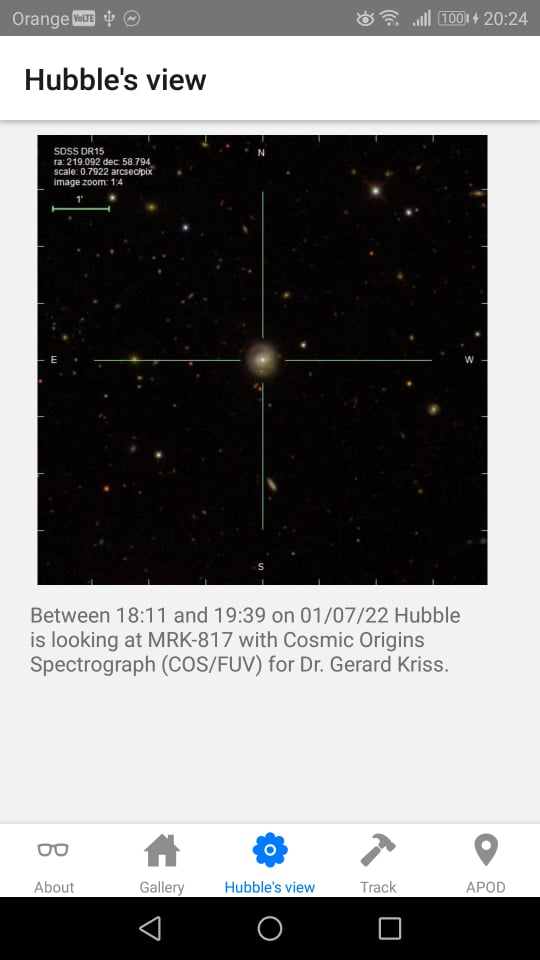 Orange VoLTE 100 20:24
Hubble's view
SDSS DR15
ra: 219.092 dec: 58.794
scale: 0.7922 arcsec/pix
image zoom: 1:4
1'
N
E
W
S
Between 18:11 and 19:39 on 01/07/22 Hubble
is looking at MRK-817 with Cosmic Origins
Spectrograph (COS/FUV) for Dr. Gerard Kriss.
About Gallery Hubble's view Track APOD